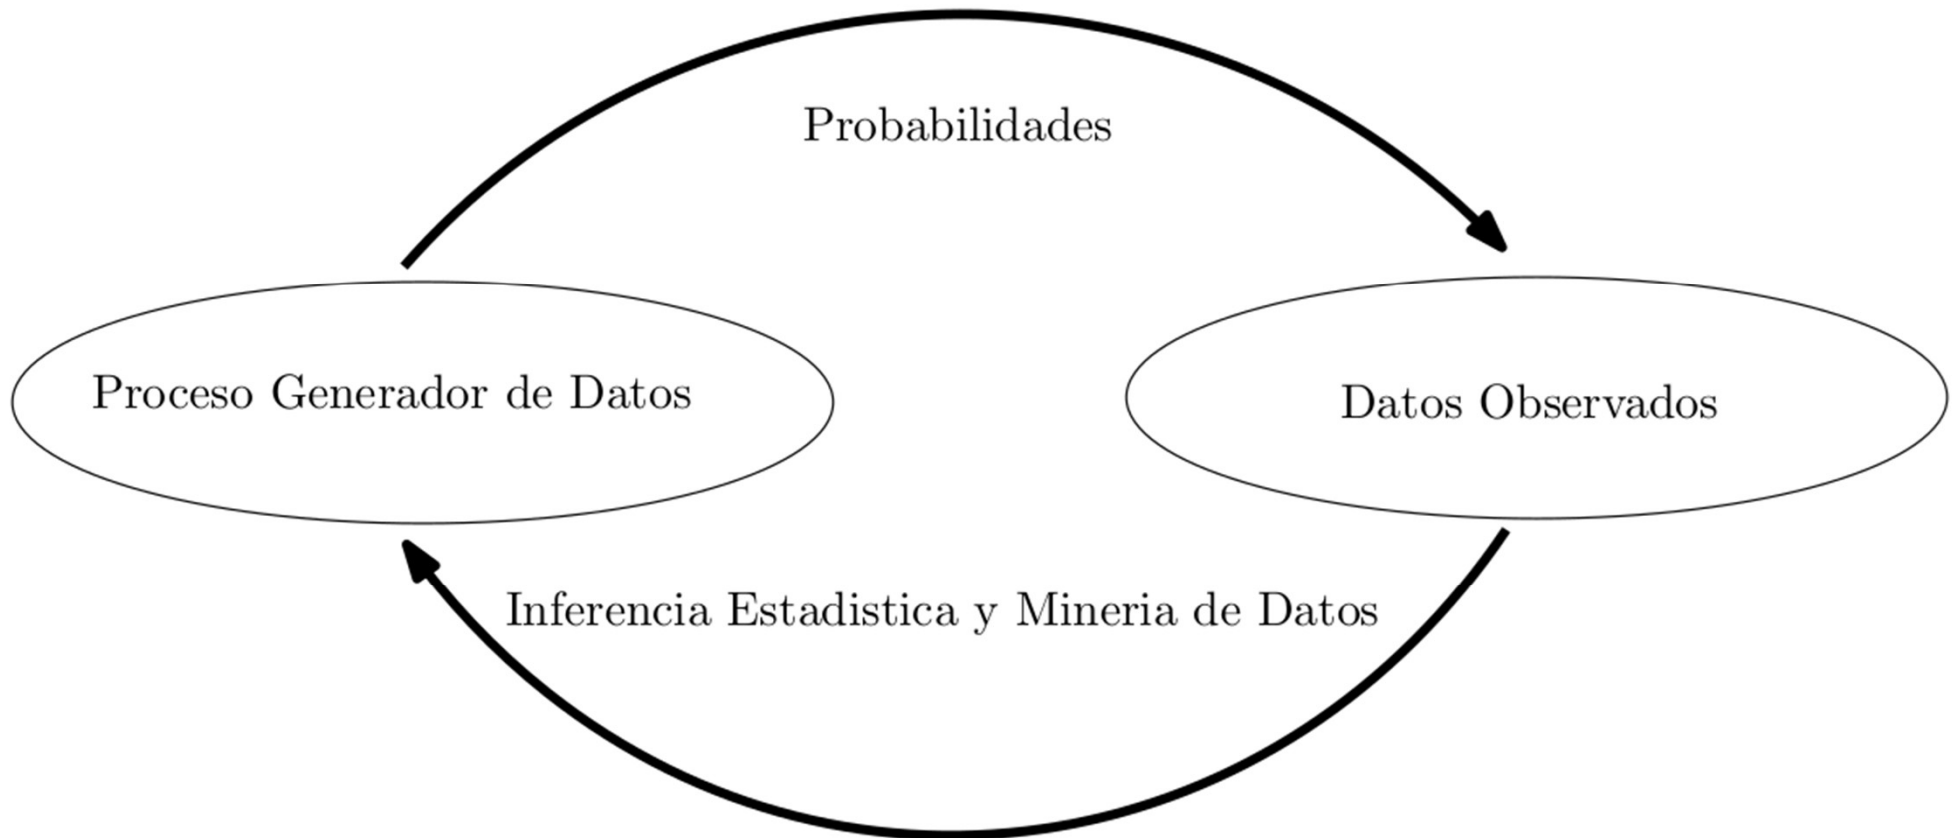 Probabilidades
Proceso Generador de Datos
Datos Observados
Inferencia Estadistica y Mineria de Datos